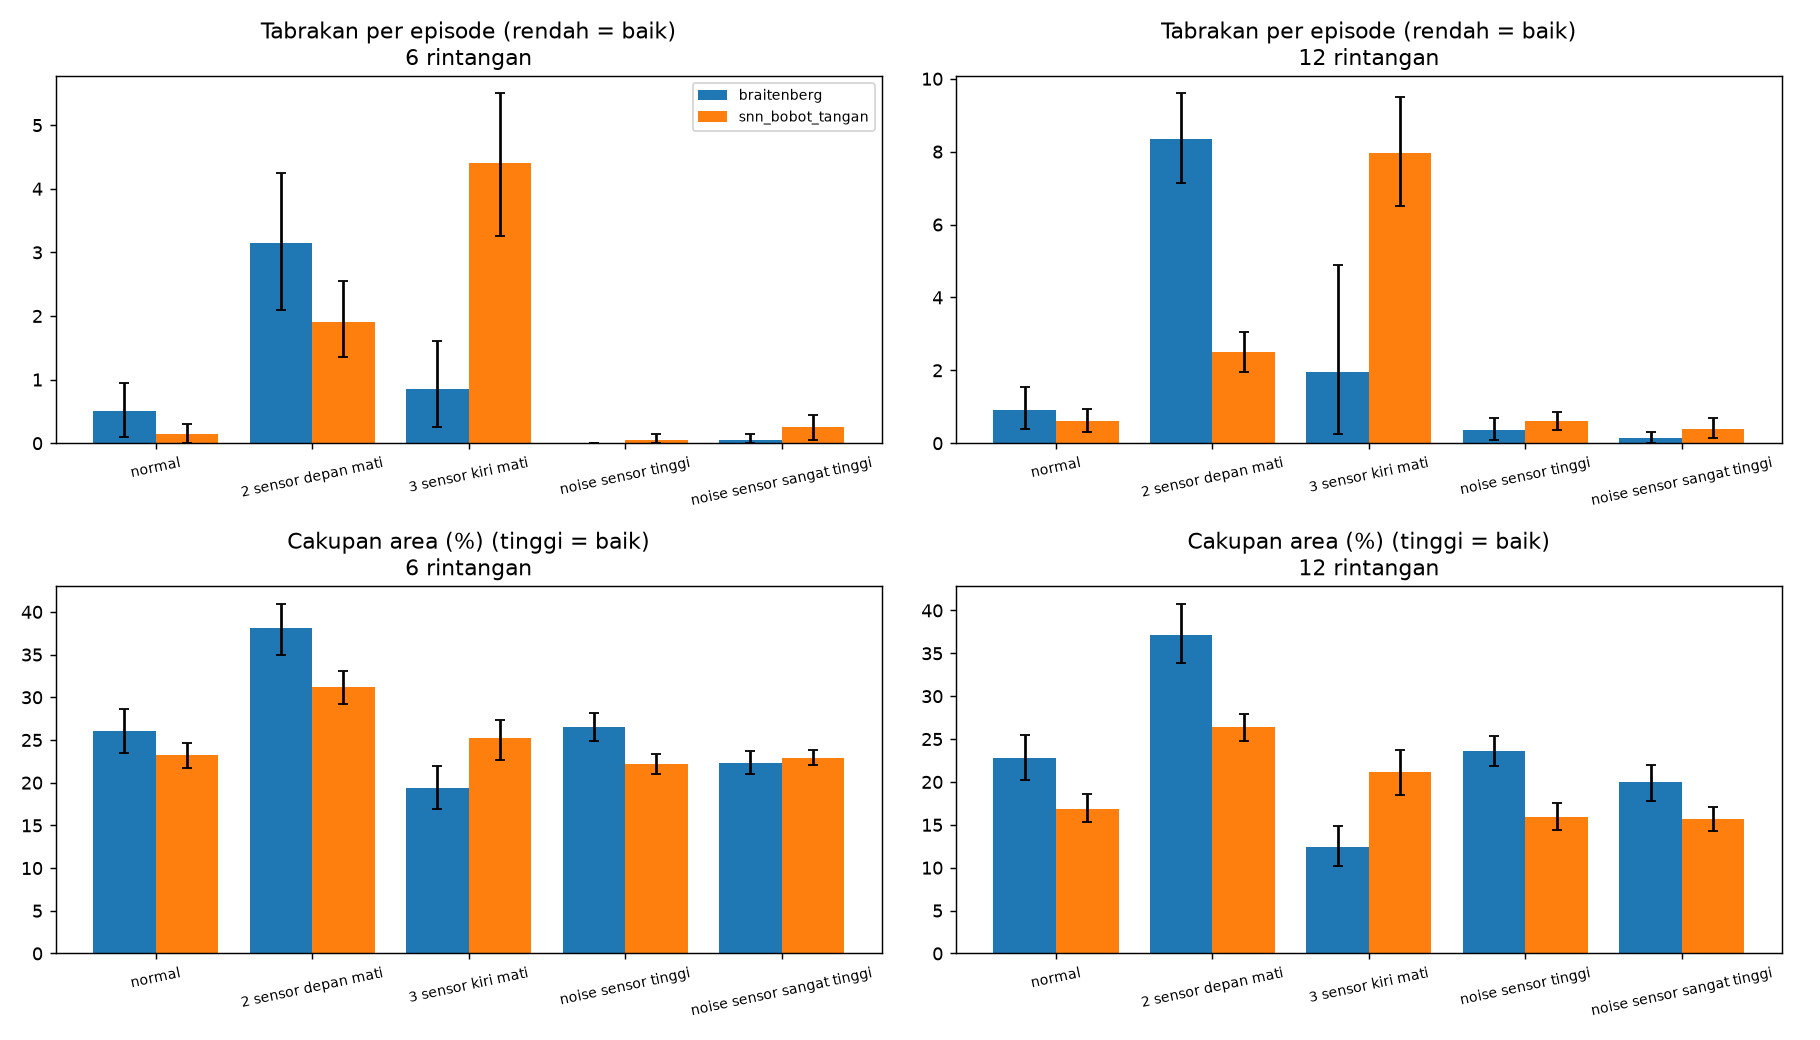 Tabrakan per episode (rendah = baik)
6 rintangan
braitenberg
snn_bobot_tangan
5
4
3
2
1
0
normal
2 sensor depan mati
3 sensor kiri mati
noise sensor tinggi
noise sensor sangat tinggi
Tabrakan per episode (rendah = baik)
12 rintangan
10
8
6
4
2
0
normal
2 sensor depan mati
3 sensor kiri mati
noise sensor tinggi
noise sensor sangat tinggi
Cakupan area (%) (tinggi = baik)
6 rintangan
40
35
30
25
20
15
10
5
0
normal
2 sensor depan mati
3 sensor kiri mati
noise sensor tinggi
noise sensor sangat tinggi
Cakupan area (%) (tinggi = baik)
12 rintangan
40
35
30
25
20
15
10
5
0
normal
2 sensor depan mati
3 sensor kiri mati
noise sensor tinggi
noise sensor sangat tinggi